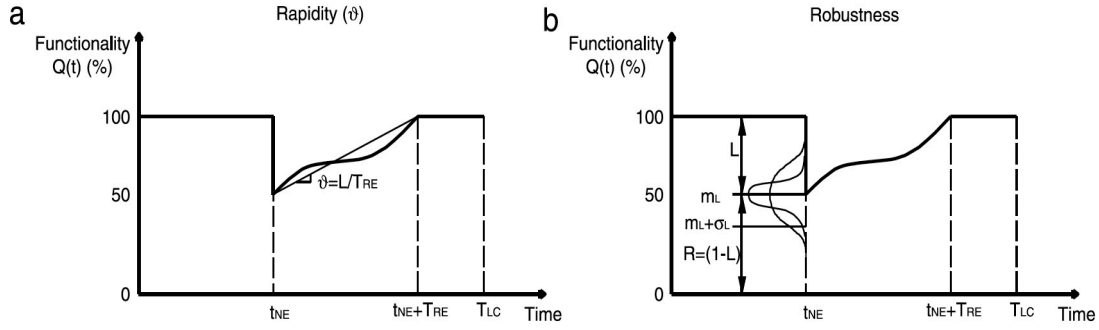 a
Rapidity (ϑ)
Functionality
Q(t) (%)
100
50
0
ϑ=L/TRE
tNE
tNE+TRE
TLC
Time
b
Robustness
Functionality
Q(t) (%)
100
50
0
L
mL
mL+σL
R=(1-L)
tNE
tNE+TRE
TLC
Time